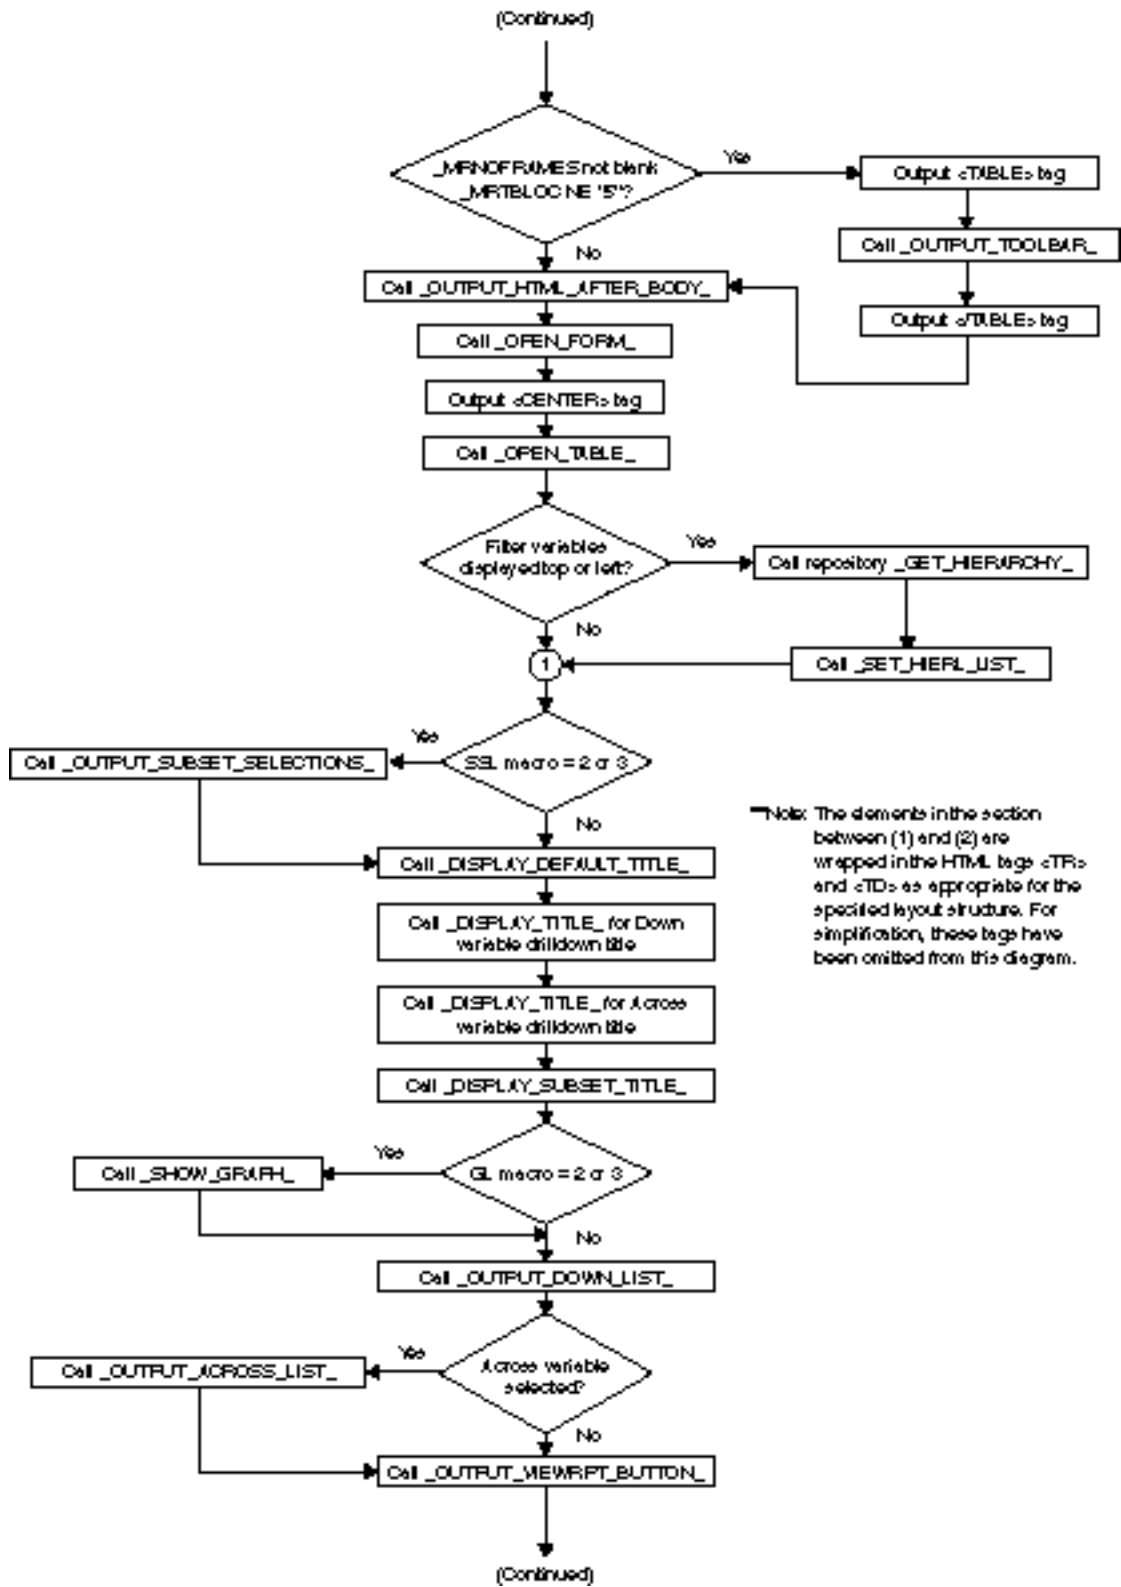 (Continued)
_MRNOFRAMES not blank
_MRTBLOC NE "5"?
Yes
Output <TABLE> tag
Call _OUTPUT_TOOLBAR_
No
Call _OUTPUT_HTML_AFTER_BODY_
Output </TABLE> tag
Call _OPEN_FORM_
Output <CENTER> tag
Call _OPEN_TABLE_
Filter variables
displayed top or left?
Yes
Call repository _GET_HIERARCHY_
No
1
Call _SET_HIERL_LIST_
Yes
Call _OUTPUT_SUBSET_SELECTIONS_
SSL macro = 2 or 3
No
Call _DISPLAY_DEFAULT_TITLE_
Call _DISPLAY_TITLE_ for Down
variable drilldown title
Call _DISPLAY_TITLE_ for Across
variable drilldown title
Call _DISPLAY_SUBSET_TITLE_
Note: The elements in the section
between (1) and (2) are
wrapped in the HTML tags <TR>
and <TD> as appropriate for the
specified layout structure. For
simplification, these tags have
been omitted from this diagram.
Yes
Call _SHOW_GRAPH_
GL macro = 2 or 3
No
Call _OUTPUT_DOWN_LIST_
Yes
Call _OUTPUT_ACROSS_LIST_
Across variable
selected?
No
Call _OUTPUT_VIEWRPT_BUTTON_
(Continued)